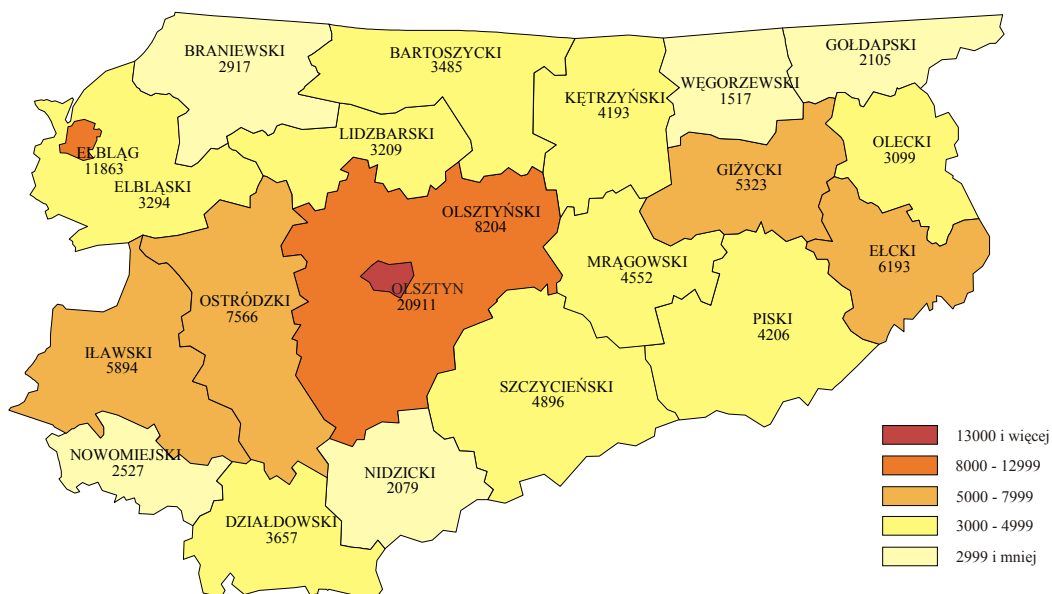 BRANIEWSKI
2917
BARTOSZYCKI
3485
GOŁDAPSKI
2105
WĘGORZEWSKI
1517
KĘTRZYŃSKI
4193
LIDZBARSKI
3209
OLECKI
3099
ELBLĄG
11863
ELBLĄSKI
3294
GIŻYCKI
5323
OLSZTYŃSKI
8204
EŁCKI
6193
MRĄGOWSKI
4552
OSTRÓDZKI
7566
OLSZTYN
20911
PISKI
4206
IŁAWSKI
5894
SZCZYCIEŃSKI
4896
NOWOMIEJSKI
2527
NIDZICKI
2079
DZIAŁDOWSKI
3657
13000 i więcej
8000 - 12999
5000 - 7999
3000 - 4999
2999 i mniej